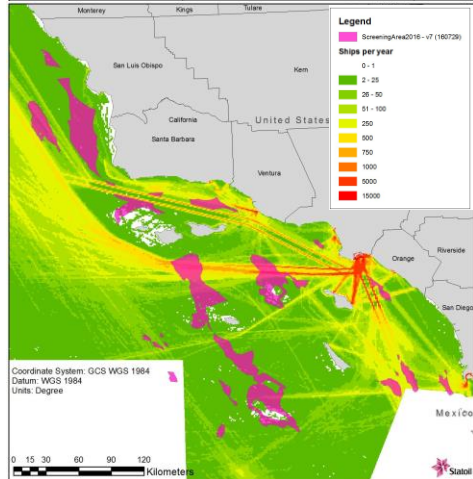 Monterey
Kings
Tulare
San Luis Obispo
Kern
California
United States
Santa Barbara
Ventura
Orange
Riverside
San Diego
Mexico
Legend
ScreeningArea2016 - v7 (160729)
Ships per year
0 - 1
2 - 25
26 - 50
51 - 100
250
500
750
1000
5000
15000
Coordinate System: GCS WGS 1984
Datum: WGS 1984
Units: Degree
0 15 30 60 90 120
Kilometers
Statoil